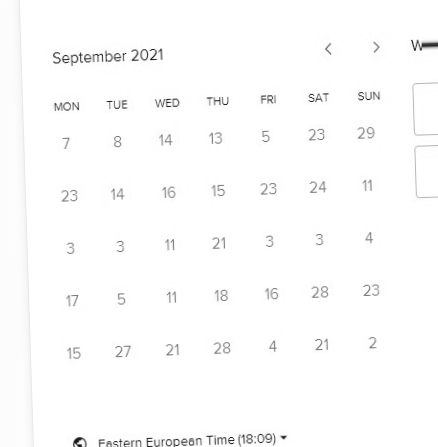 September 2021 < >
MON TUE WED THU FRI SAT SUN
7 8 14 13 5 23 29
23 14 16 15 23 24 11
3 3 11 21 3 3 4
17 5 11 18 16 28 23
15 27 21 28 4 21 2
Eastern European Time (18:09)